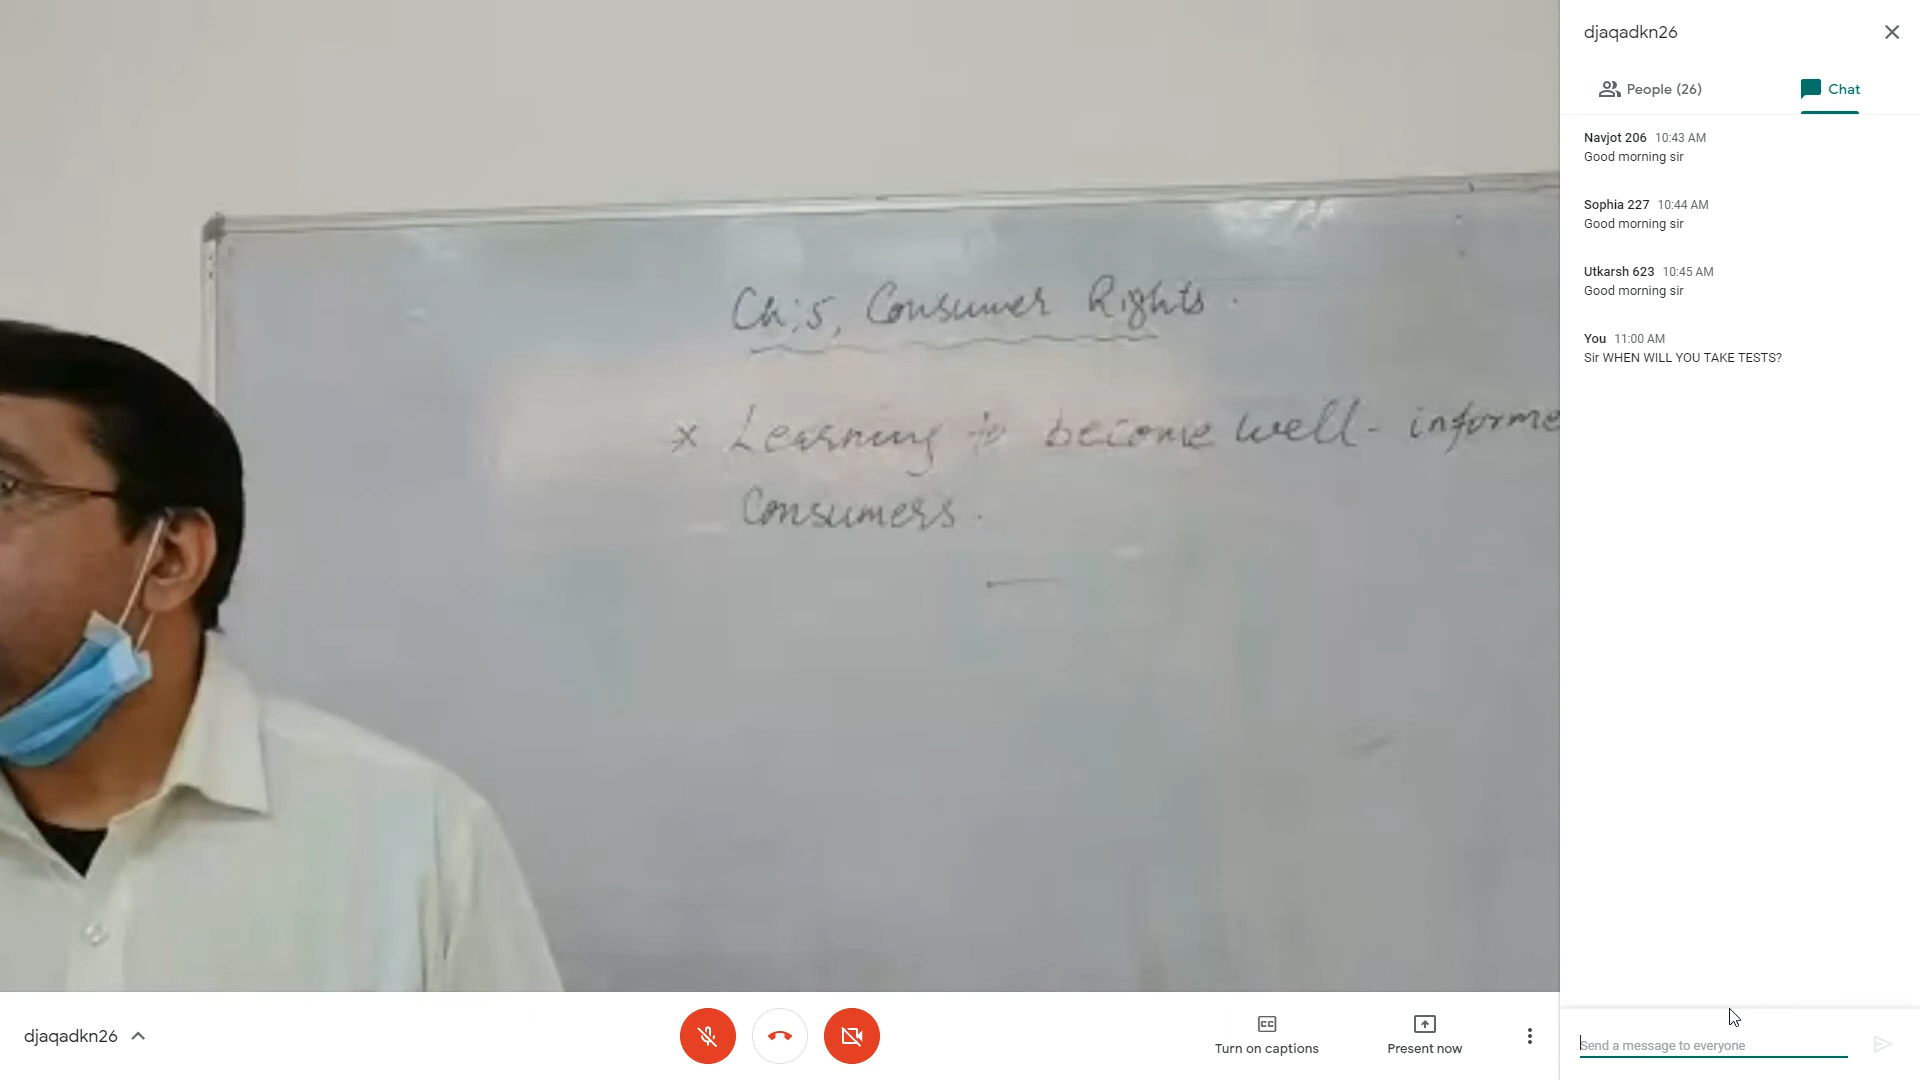 djaqadkn26
People (26)
Chat
Navjot 206 10:43 AM
Good morning sir
Sophia 227 10:44 AM
Good morning sir
Utkarsh 623 10:45 AM
Good morning sir
You 11:00 AM
Sir WHEN WILL YOU TAKE TESTS?
Ch:5, Consumer Rights.
x Learning to become well-informe
Consumers.
djaqadkn26
CC
Turn on captions
Present now
Send a message to everyone